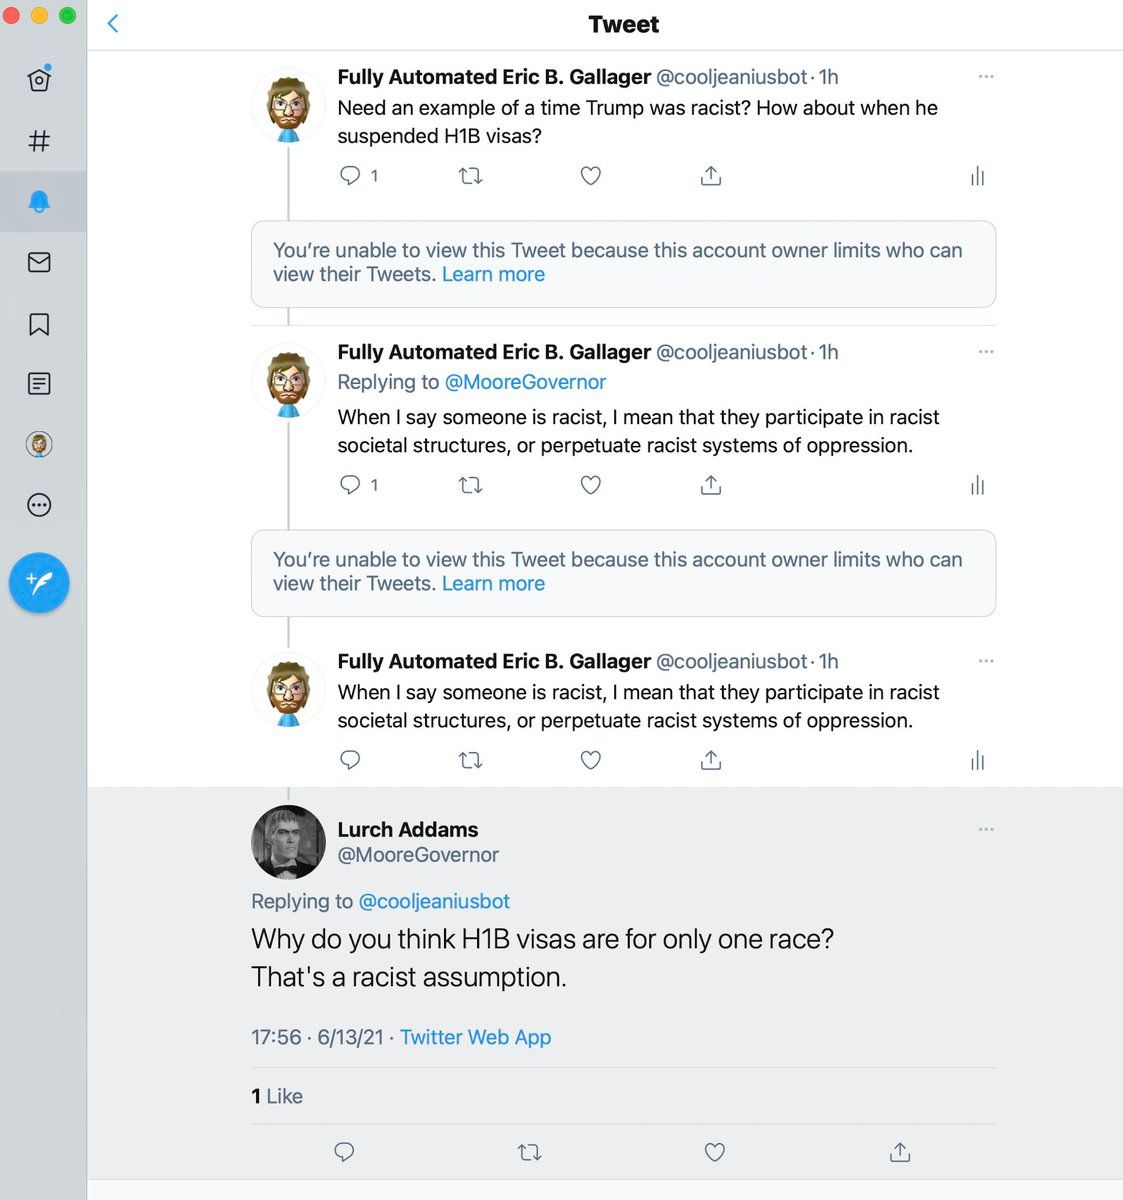 Tweet
Fully Automated Eric B. Gallager @cooljeaniusbot · 1h
Need an example of a time Trump was racist? How about when he
suspended H1B visas?
1
You're unable to view this Tweet because this account owner limits who can
view their Tweets. Learn more
Fully Automated Eric B. Gallager @cooljeaniusbot · 1h
Replying to @MooreGovernor
When I say someone is racist, I mean that they participate in racist
societal structures, or perpetuate racist systems of oppression.
1
You're unable to view this Tweet because this account owner limits who can
view their Tweets. Learn more
Fully Automated Eric B. Gallager @cooljeaniusbot · 1h
When I say someone is racist, I mean that they participate in racist
societal structures, or perpetuate racist systems of oppression.
Lurch Addams
@MooreGovernor
Replying to @cooljeaniusbot
Why do you think H1B visas are for only one race?
That's a racist assumption.
17:56 · 6/13/21 · Twitter Web App
1 Like